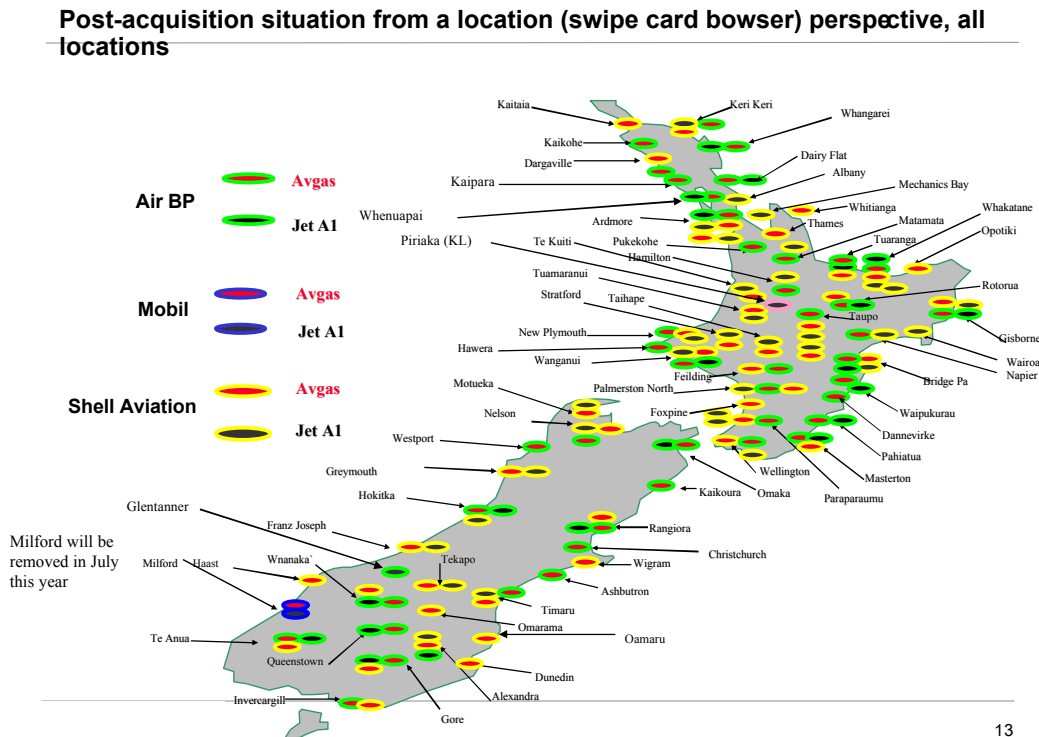 Post-acquisition situation from a location (swipe card bowser) perspective, all
locations
Air BP
Avgas
Jet A1
Mobil
Avgas
Jet A1
Shell Aviation
Avgas
Jet A1
Kaitaia
Keri Keri
Whangarei
Kaikohe
Dargaville
Dairy Flat
Albany
Kaipara
Mechanics Bay
Whenuapai
Whitianga
Whakatane
Ardmore
Thames
Matamata
Piriaka (KL)
Te Kuiti
Pukekohe
Tuaranga
Opotiki
Hamilton
Tuamaranui
Rotorua
Stratford
Taihape
Taupo
New Plymouth
Gisborne
Hawera
Wairoa
Wanganui
Napier
Feilding
Bridge Pa
Motueka
Palmerston North
Waipukurau
Nelson
Foxpine
Dannevirke
Westport
Pahiatua
Greymouth
Wellington
Masterton
Omaka
Paraparaumu
Kaikoura
Hokitka
Glentanner
Franz Joseph
Rangiora
Milford will be
removed in July
this year
Christchurch
Wnanaka`
Tekapo
Milford
Haast
Wigram
Ashbutron
Timaru
Omarama
Te Anua
Oamaru
Queenstown
Dunedin
Alexandra
Invercargill
Gore
13